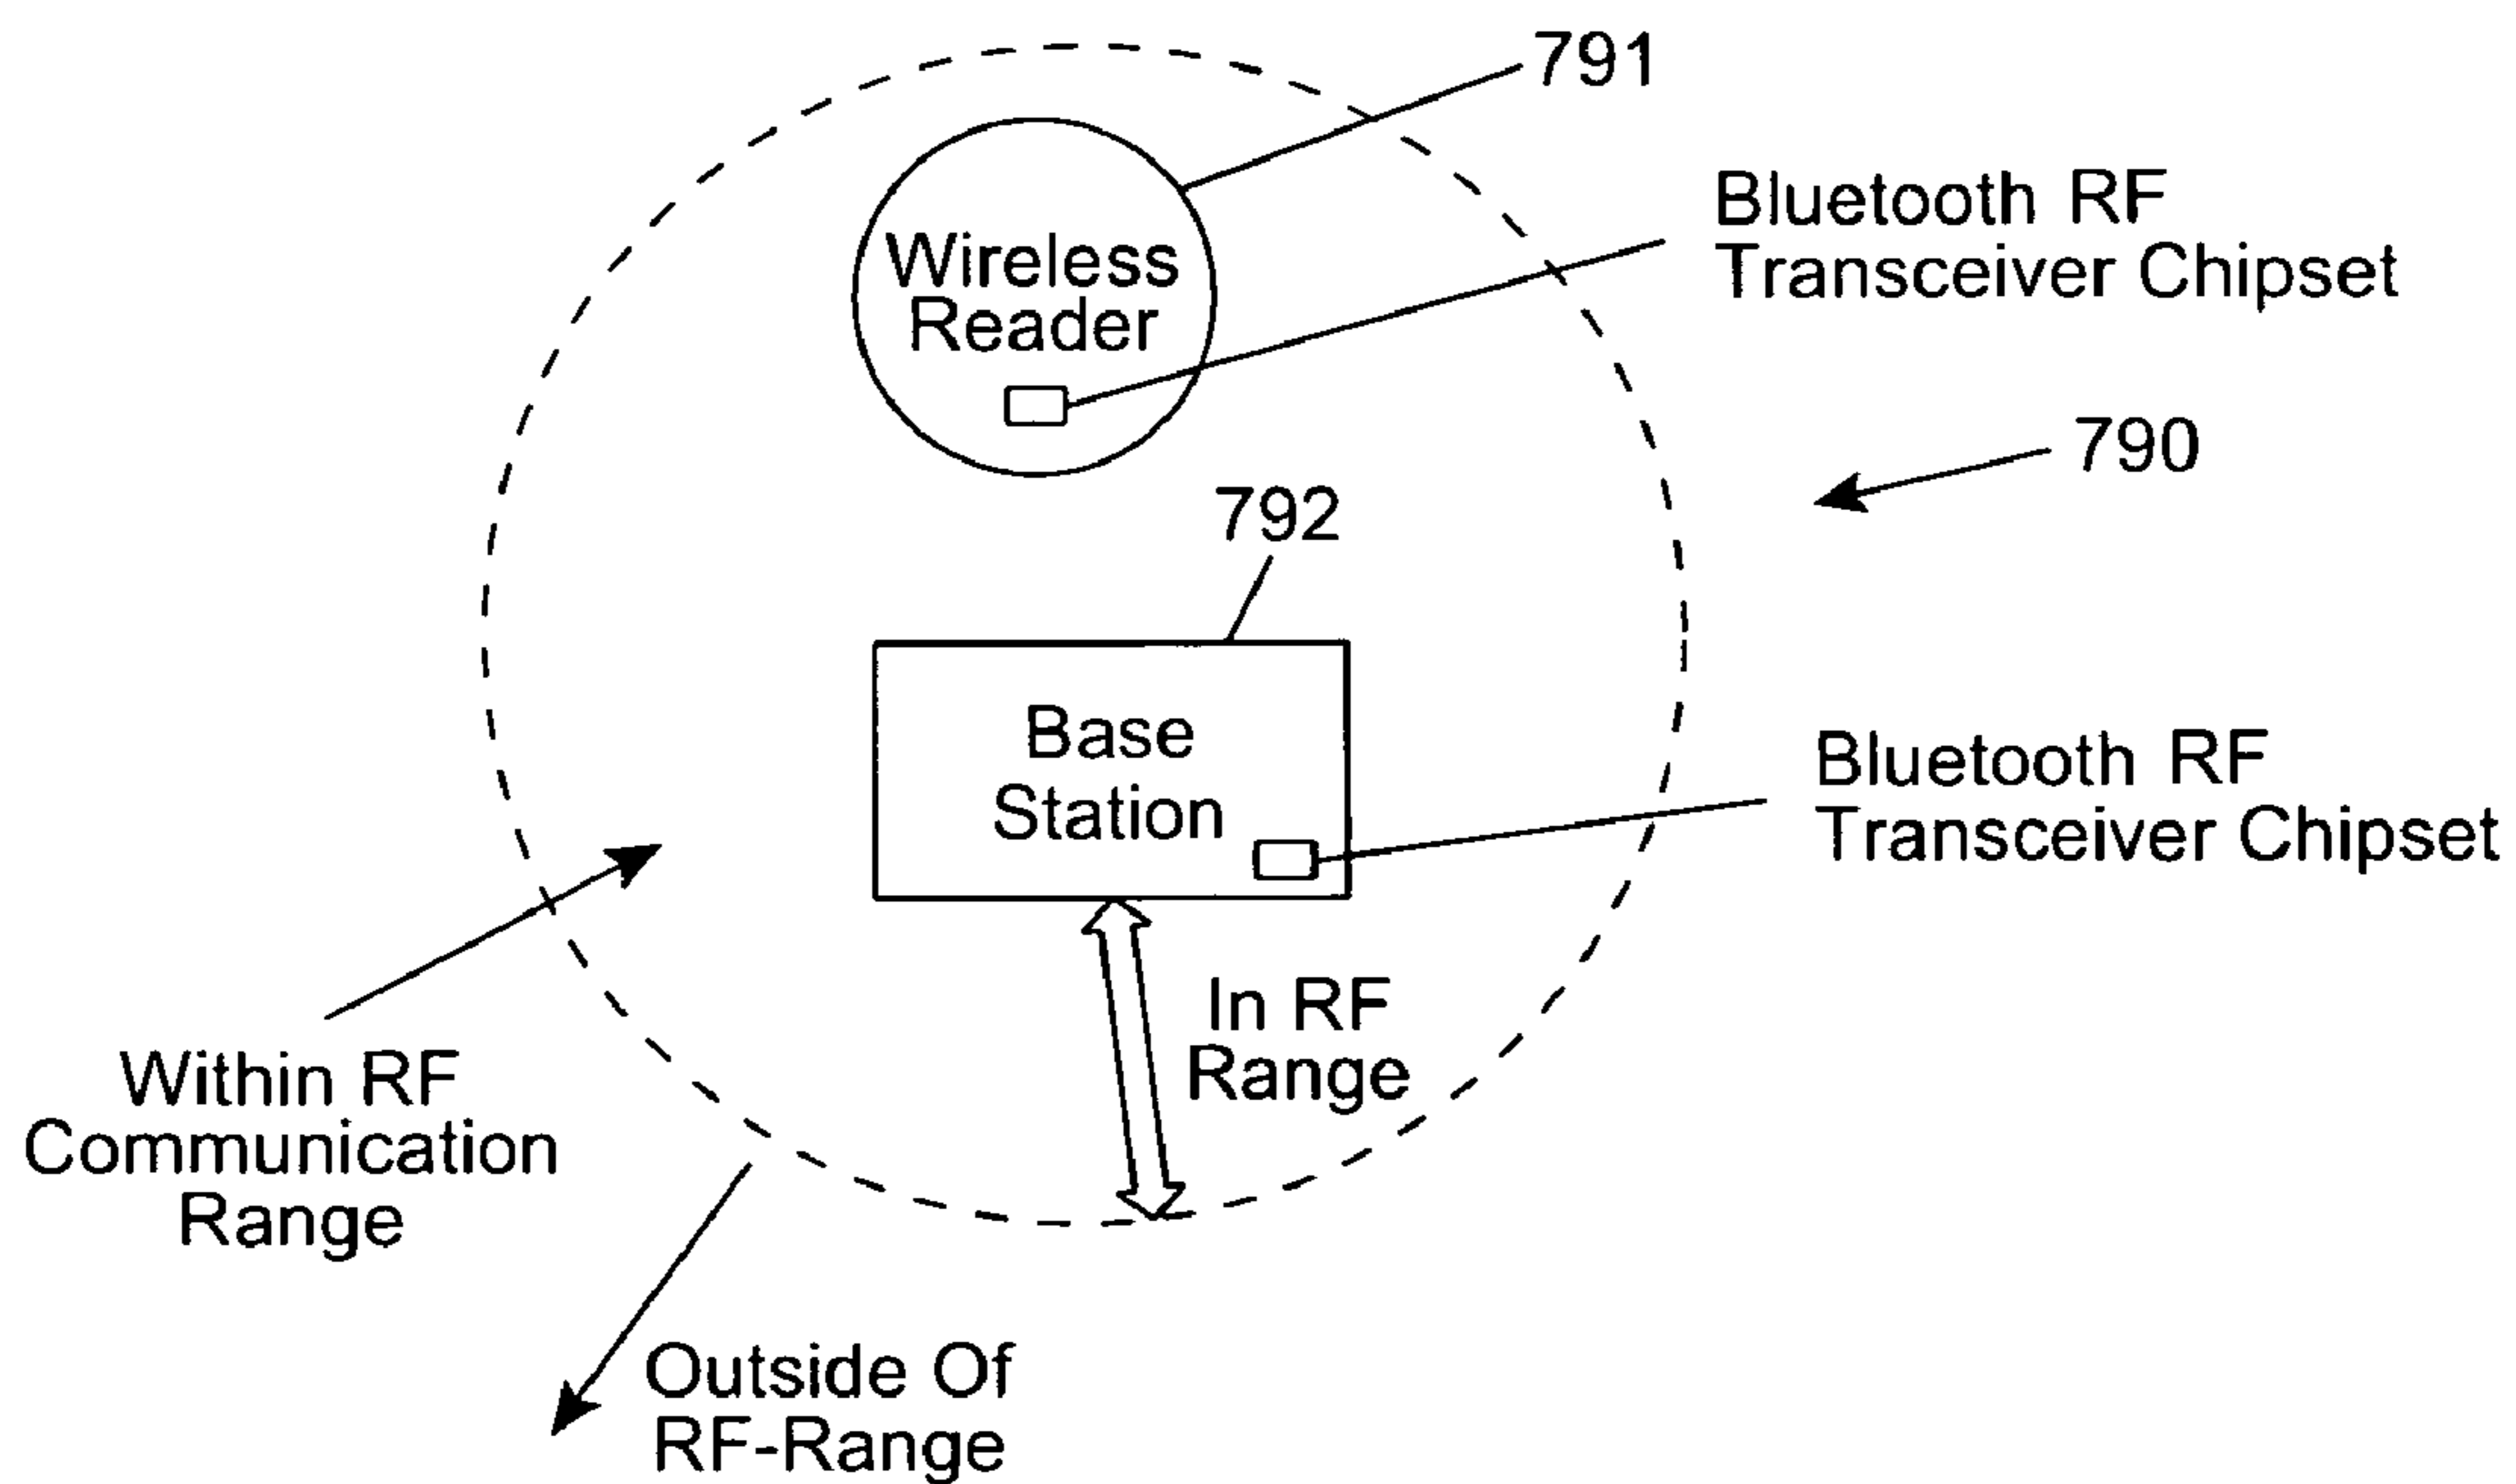 791
Bluetooth RF
Transceiver Chipset
Wireless
Reader
790
792
Base
Station
Bluetooth RF
Transceiver Chipset
In RF
Range
Within RF
Communication
Range
Outside Of
RF-Range